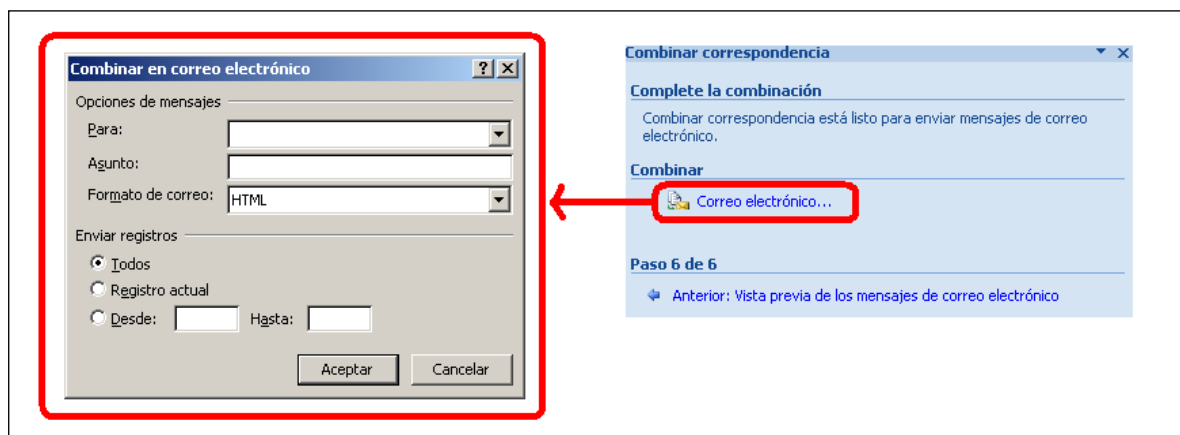 Combinar en correo electrónico
Opciones de mensajes
Para:
Asunto:
Formato de correo: HTML
Enviar registros
Todos
Registro actual
Desde: Hasta:
Aceptar Cancelar
Combinar correspondencia
Complete la combinación
Combinar correspondencia está listo para enviar mensajes de correo
electrónico.
Combinar
Correo electrónico...
Paso 6 de 6
Anterior: Vista previa de los mensajes de correo electrónico